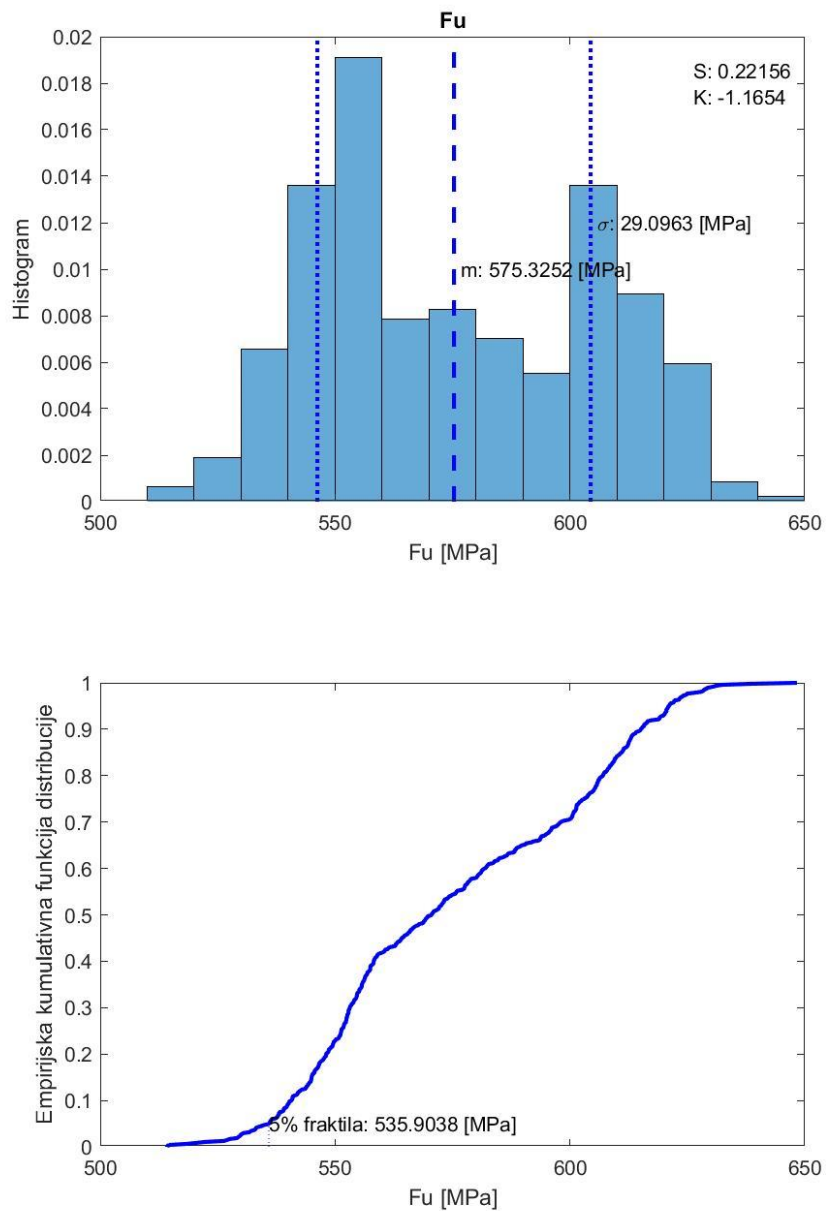 Fu
0.02
0.018
0.016
0.014
0.012
0.01
0.008
0.006
0.004
0.002
0
Histogram
S: 0.22156
K: -1.1654
σ: 29.0963 [MPa]
m: 575.3252 [MPa]
500 550 600 650
Fu [MPa]
1
0.9
0.8
0.7
0.6
0.5
0.4
0.3
0.2
0.1
0
Empirijska kumulativna funkcija distribucije
5% fraktila: 535.9038 [MPa]
500 550 600 650
Fu [MPa]